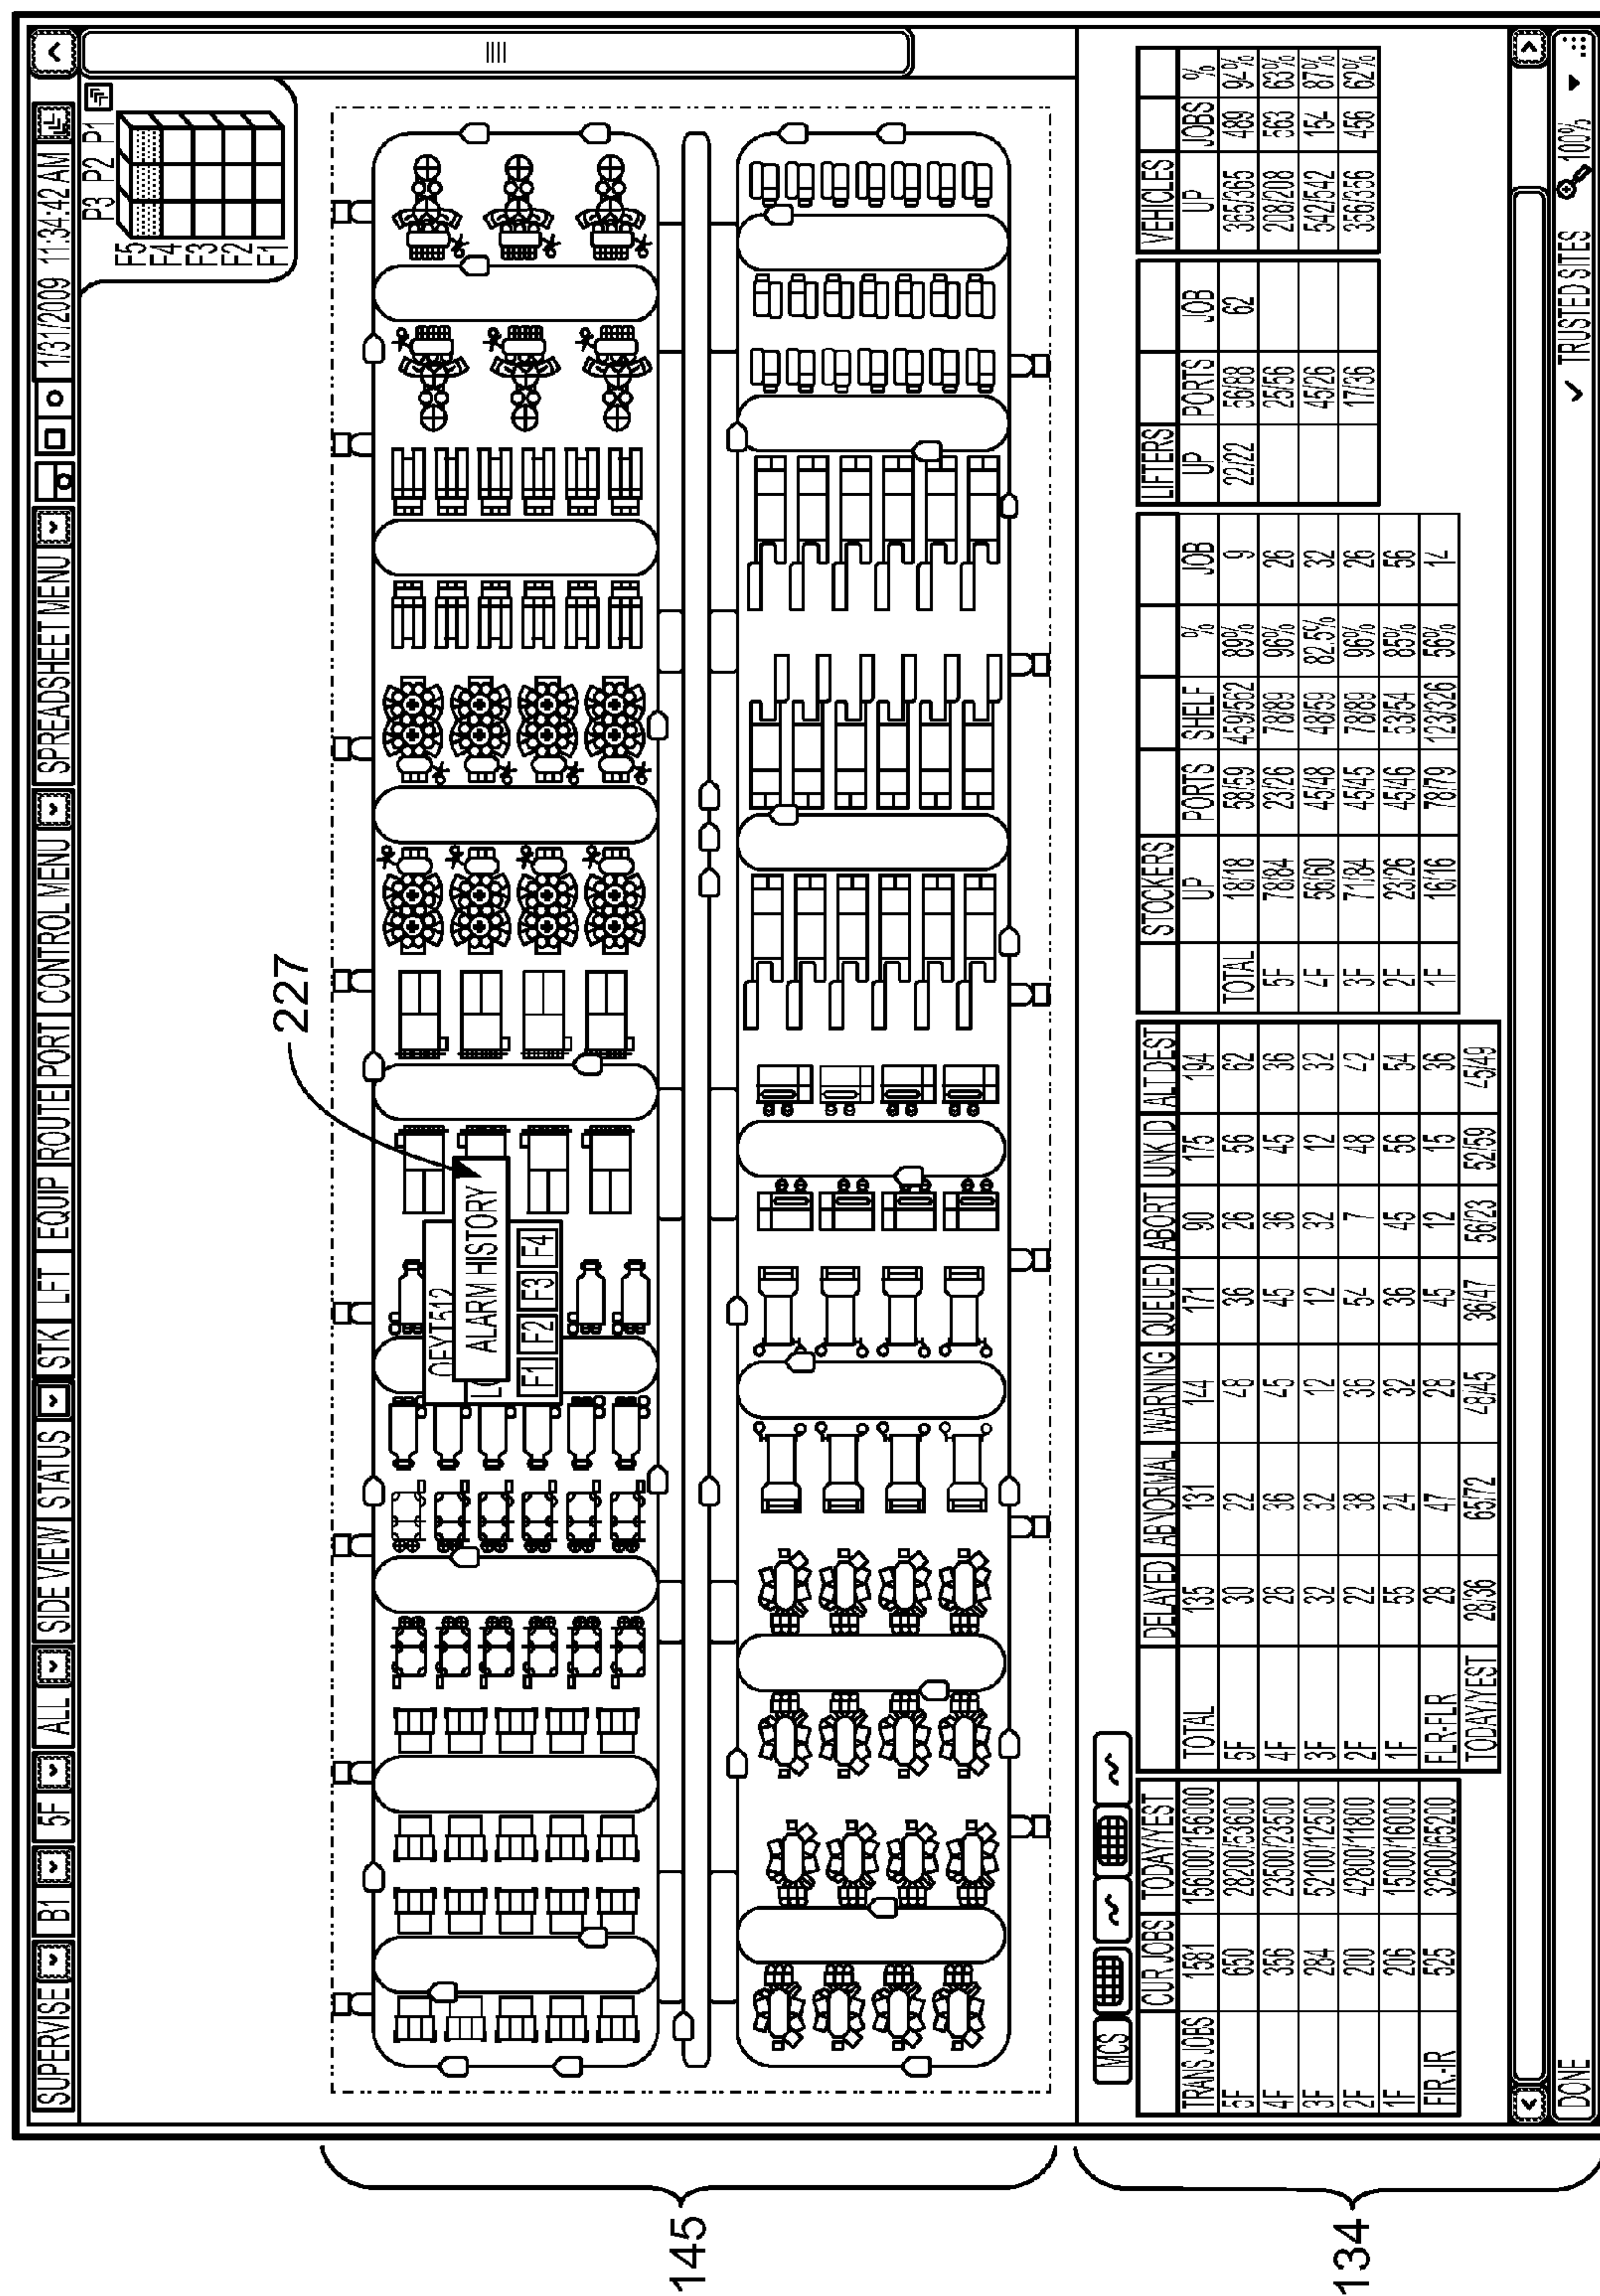 SUPERVISE B1 5F ALL SIDE VIEW STATUS STK LFT EQUIP ROUTE PORT CONTROL MENU SPREADSHEET MENU 1/31/2009 11:34:42 AM
P3 P2 P1
F5
F4
F3
F2
F1
227
ALARM HISTORY
F1 F2 F3 F4
145
MCS
TRANS JOBS CUR JOBS TODAY/YEST
1581 156000/156000
5F 650 28200/53600
4F 356 23500/23500
3F 284 52100/12500
2F 200 42800/11800
1F 206 15000/16000
525 32600/65200
DELAYED ABNORMAL WARNING QUEUED ABORT UNK ID ALT DEST
TOTAL 135 131 144 171 90 175 194
5F 30 22 48 36 26 56 62
4F 26 36 45 45 36 45 36
3F 32 32 12 12 32 12 32
2F 22 38 36 54 7 48 42
1F 55 24 32 36 45 56 54
FLR-FLR 28 47 28 45 12 15 36
TODAY/YEST 28/36 65/72 48/45 36/47 56/23 52/59 45/49
STOCKERS
UP PORTS SHELF % JOB
TOTAL 18/18 58/59 459/562 89% 9
5F 78/84 23/26 78/89 96% 26
4F 56/60 45/48 48/59 82.5% 32
3F 71/84 45/45 78/89 96% 26
2F 23/26 45/46 53/54 85% 56
1F 16/16 78/79 123/326 56% 14
LIFTERS
UP PORTS JOB
22/22 56/88 62
25/56
45/26
17/36
VEHICLES
UP JOBS %
365/365 489 94%
208/208 563 63%
542/542 154 87%
356/356 456 62%
134
DONE TRUSTED SITES 100%